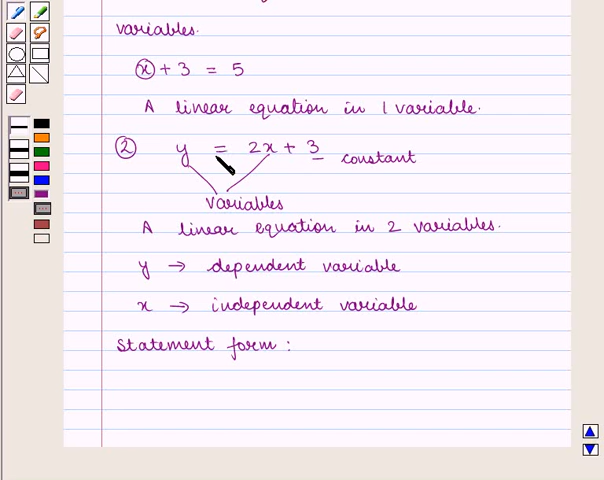 variables.
x + 3 = 5
A linear equation in 1 variable.
2 y = 2x + 3 constant
variables
A linear equation in 2 variables.
y → dependent variable
x → independent variable
Statement form :